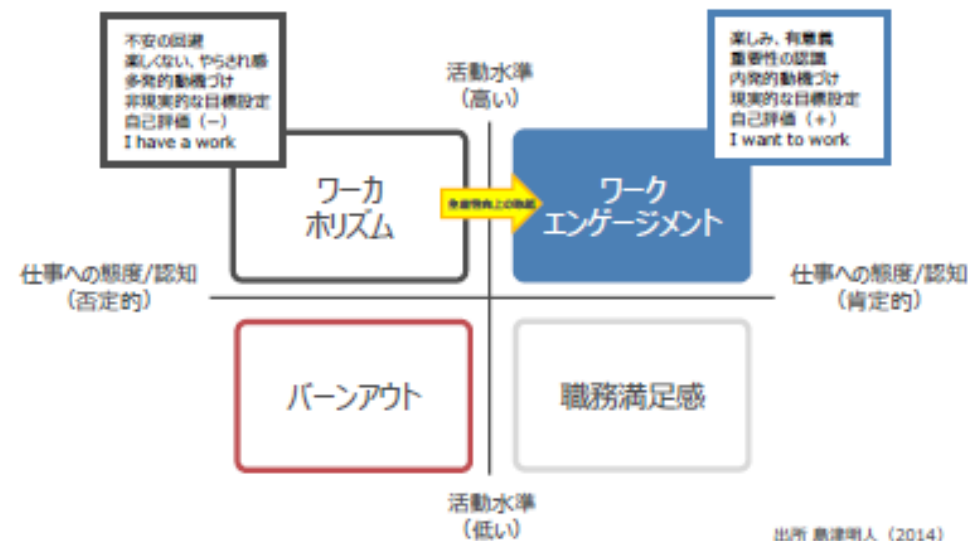 不安の回避
楽しくない、やらされ感
多発的動機づけ
非現実的な目標設定
自己評価（－）
I have a work
活動水準
（高い）
楽しみ、有意義
重要性の認識
内発的動機づけ
現実的な目標設定
自己評価（＋）
I want to work
ワーカ
ホリズム
ワーク
エンゲージメント
仕事への態度/認知
（否定的）
仕事への態度/認知
（肯定的）
バーンアウト
職務満足感
活動水準
（低い）
出所 島津明人（2014）